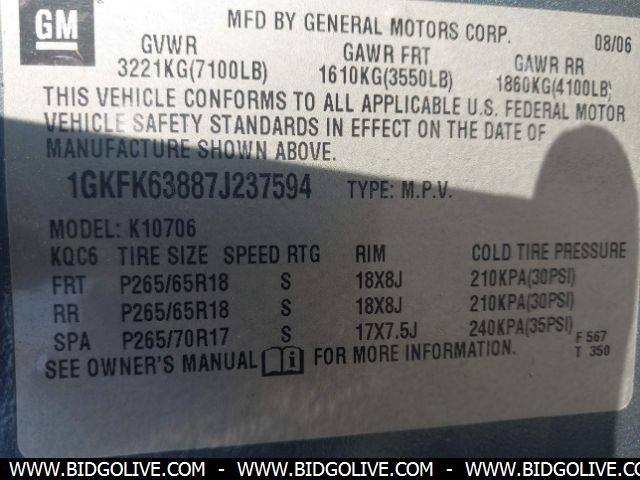 GM
MFD BY GENERAL MOTORS CORP. 08/06
GVWR GAWR FRT GAWR RR
3221KG(7100LB) 1610KG(3550LB) 1860KG(4100LB)
THIS VEHICLE CONFORMS TO ALL APPLICABLE U.S. FEDERAL MOTOR
VEHICLE SAFETY STANDARDS IN EFFECT ON THE DATE OF
MANUFACTURE SHOWN ABOVE.
1GKFK63887J237594 TYPE: M.P.V.
MODEL: K10706
KQC6 TIRE SIZE SPEED RTG RIM COLD TIRE PRESSURE
FRT P265/65R18 S 18X8J 210KPA(30PSI)
RR P265/65R18 S 18X8J 210KPA(30PSI)
SPA P265/70R17 S 17X7.5J 240KPA(35PSI) F 567
SEE OWNER'S MANUAL i FOR MORE INFORMATION. T 350
WWW.BIDGOLIVE.COM - WWW.BIDGOLIVE.COM - WWW.BIDGOLIVE.COM